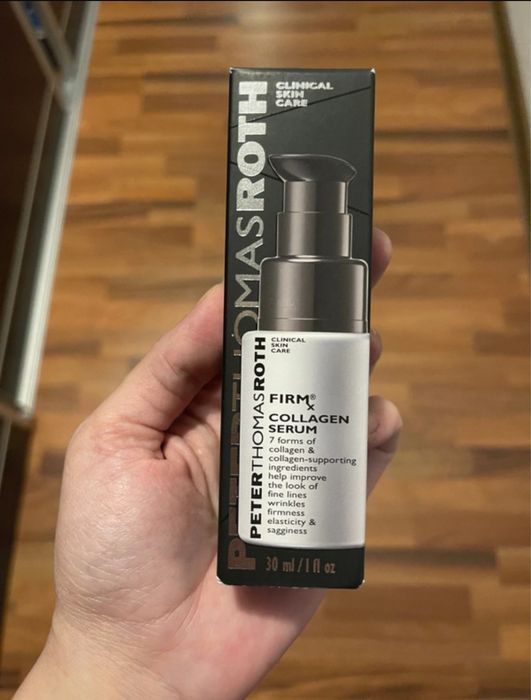 PETERTHOMASROTH
CLINICAL
SKIN
CARE
PETERTHOMASROTH
CLINICAL
SKIN
CARE
FIRMx®
COLLAGEN
SERUM
7 forms of
collagen &
collagen-supporting
ingredients
help improve
the look of
fine lines
wrinkles
firmness
elasticity &
sagginess
30 ml/1 fl oz